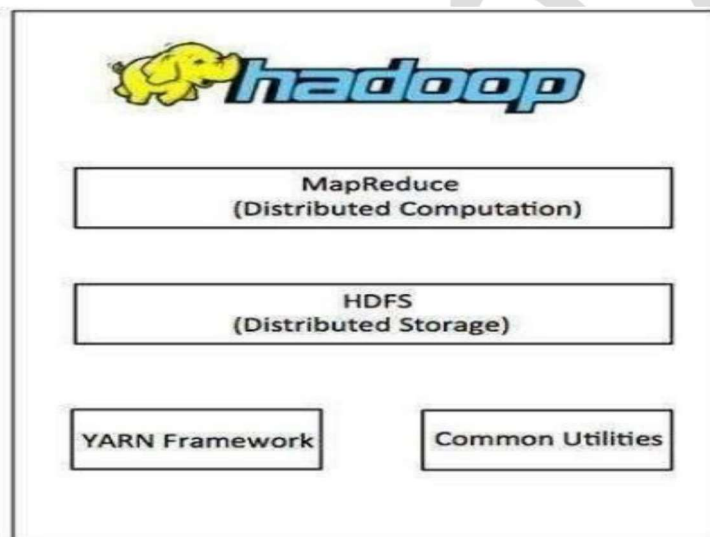 hadoop
MapReduce
(Distributed Computation)
HDFS
(Distributed Storage)
YARN Framework
Common Utilities